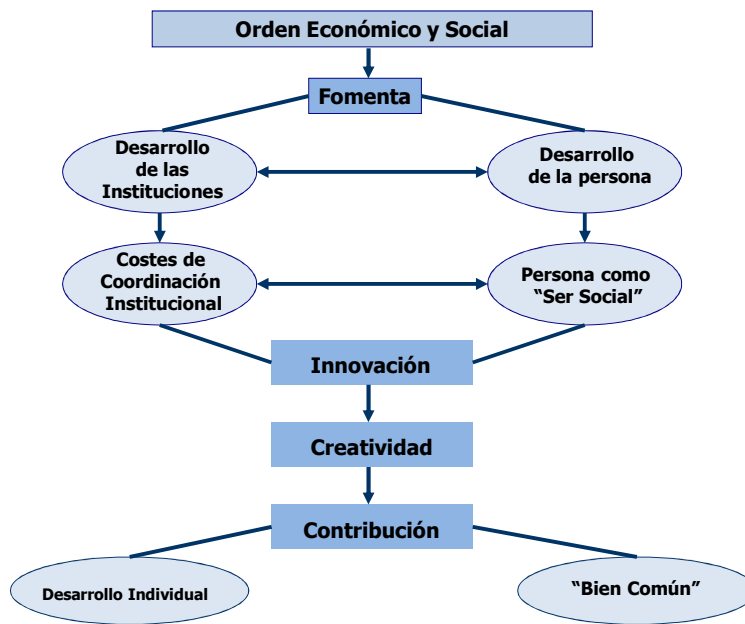 Orden Económico y Social
Fomenta
Desarrollo
de las
Instituciones
Desarrollo
de la persona
Costes de
Coordinación
Institucional
Persona como
“Ser Social”
Innovación
Creatividad
Contribución
Desarrollo Individual
“Bien Común”